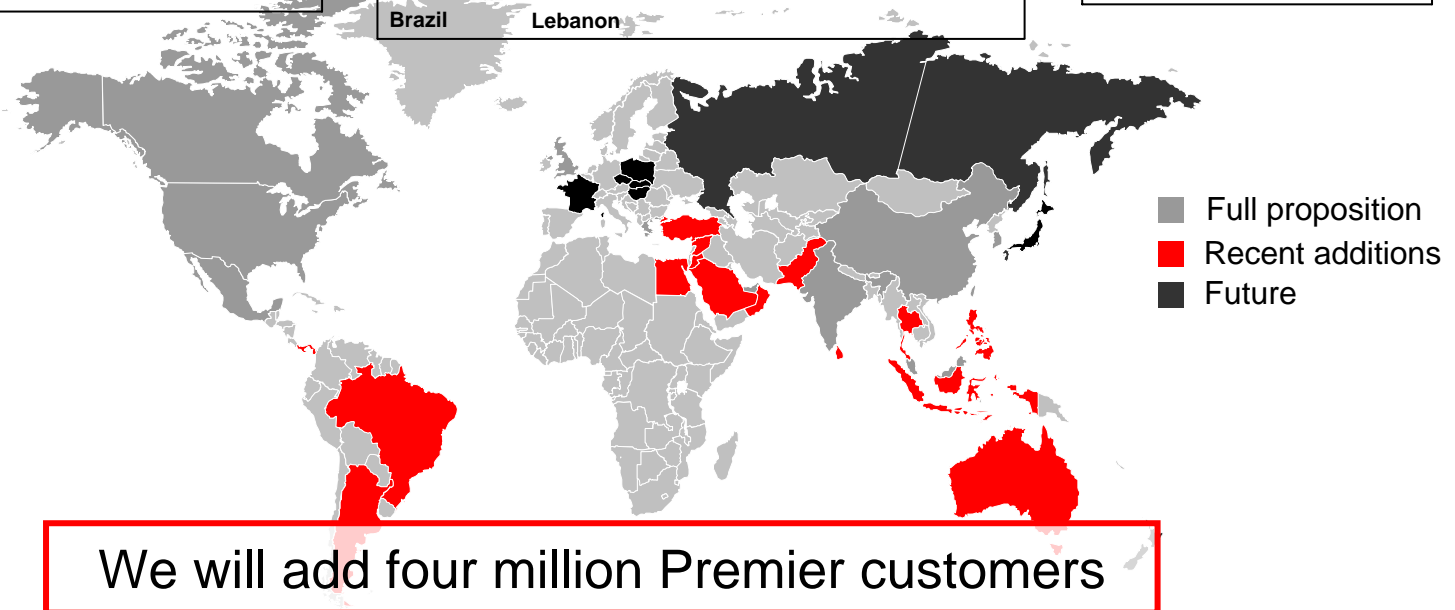 Brazil Lebanon
Full proposition
Recent additions
Future
We will add four million Premier customers